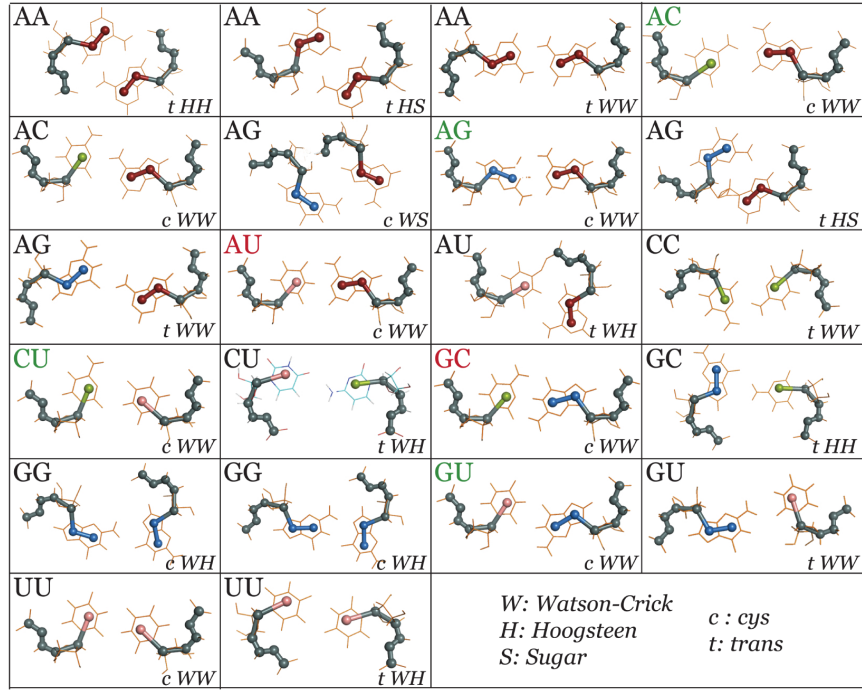 AA
t HH
AA
t HS
AA
t WW
AC
c WW
AC
c WW
AG
c WS
AG
c WW
AG
t HS
AG
t WW
AU
c WW
AU
t WH
CC
t WW
CU
c WW
CU
t WH
GC
c WW
GC
t HH
GG
c WH
GG
c WH
GU
c WW
GU
t WW
UU
c WW
UU
t WH
W: Watson-Crick
H: Hoogsteen
S: Sugar
c : cys
t: trans